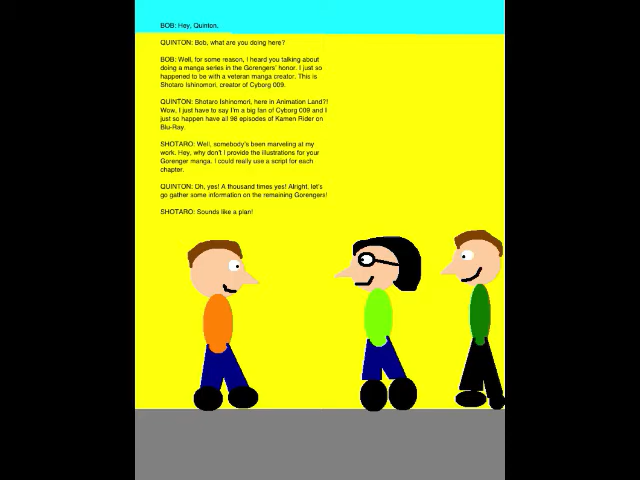 BOB: Hey, Quinton.
QUINTON: Bob, what are you doing here?
BOB: Well, for some reason, I heard you talking about
doing a manga series in the Gorengers' honor. I just so
happened to be with a veteran manga creator. This is
Shotaro Ishinomori, creator of Cyborg 009.
QUINTON: Shotaro Ishinomori, here in Animation Land?!
Wow, I just have to say I'm a big fan of Cyborg 009 and I
just so happen have all 98 episodes of Kamen Rider on
Blu-Ray.
SHOTARO: Well, somebody's been marveling at my
work. Hey, why don't I provide the illustrations for your
Gorenger manga. I could really use a script for each
chapter.
QUINTON: Oh, yes! A thousand times yes! Alright, let's
go gather some information on the remaining Gorengers!
SHOTARO: Sounds like a plan!